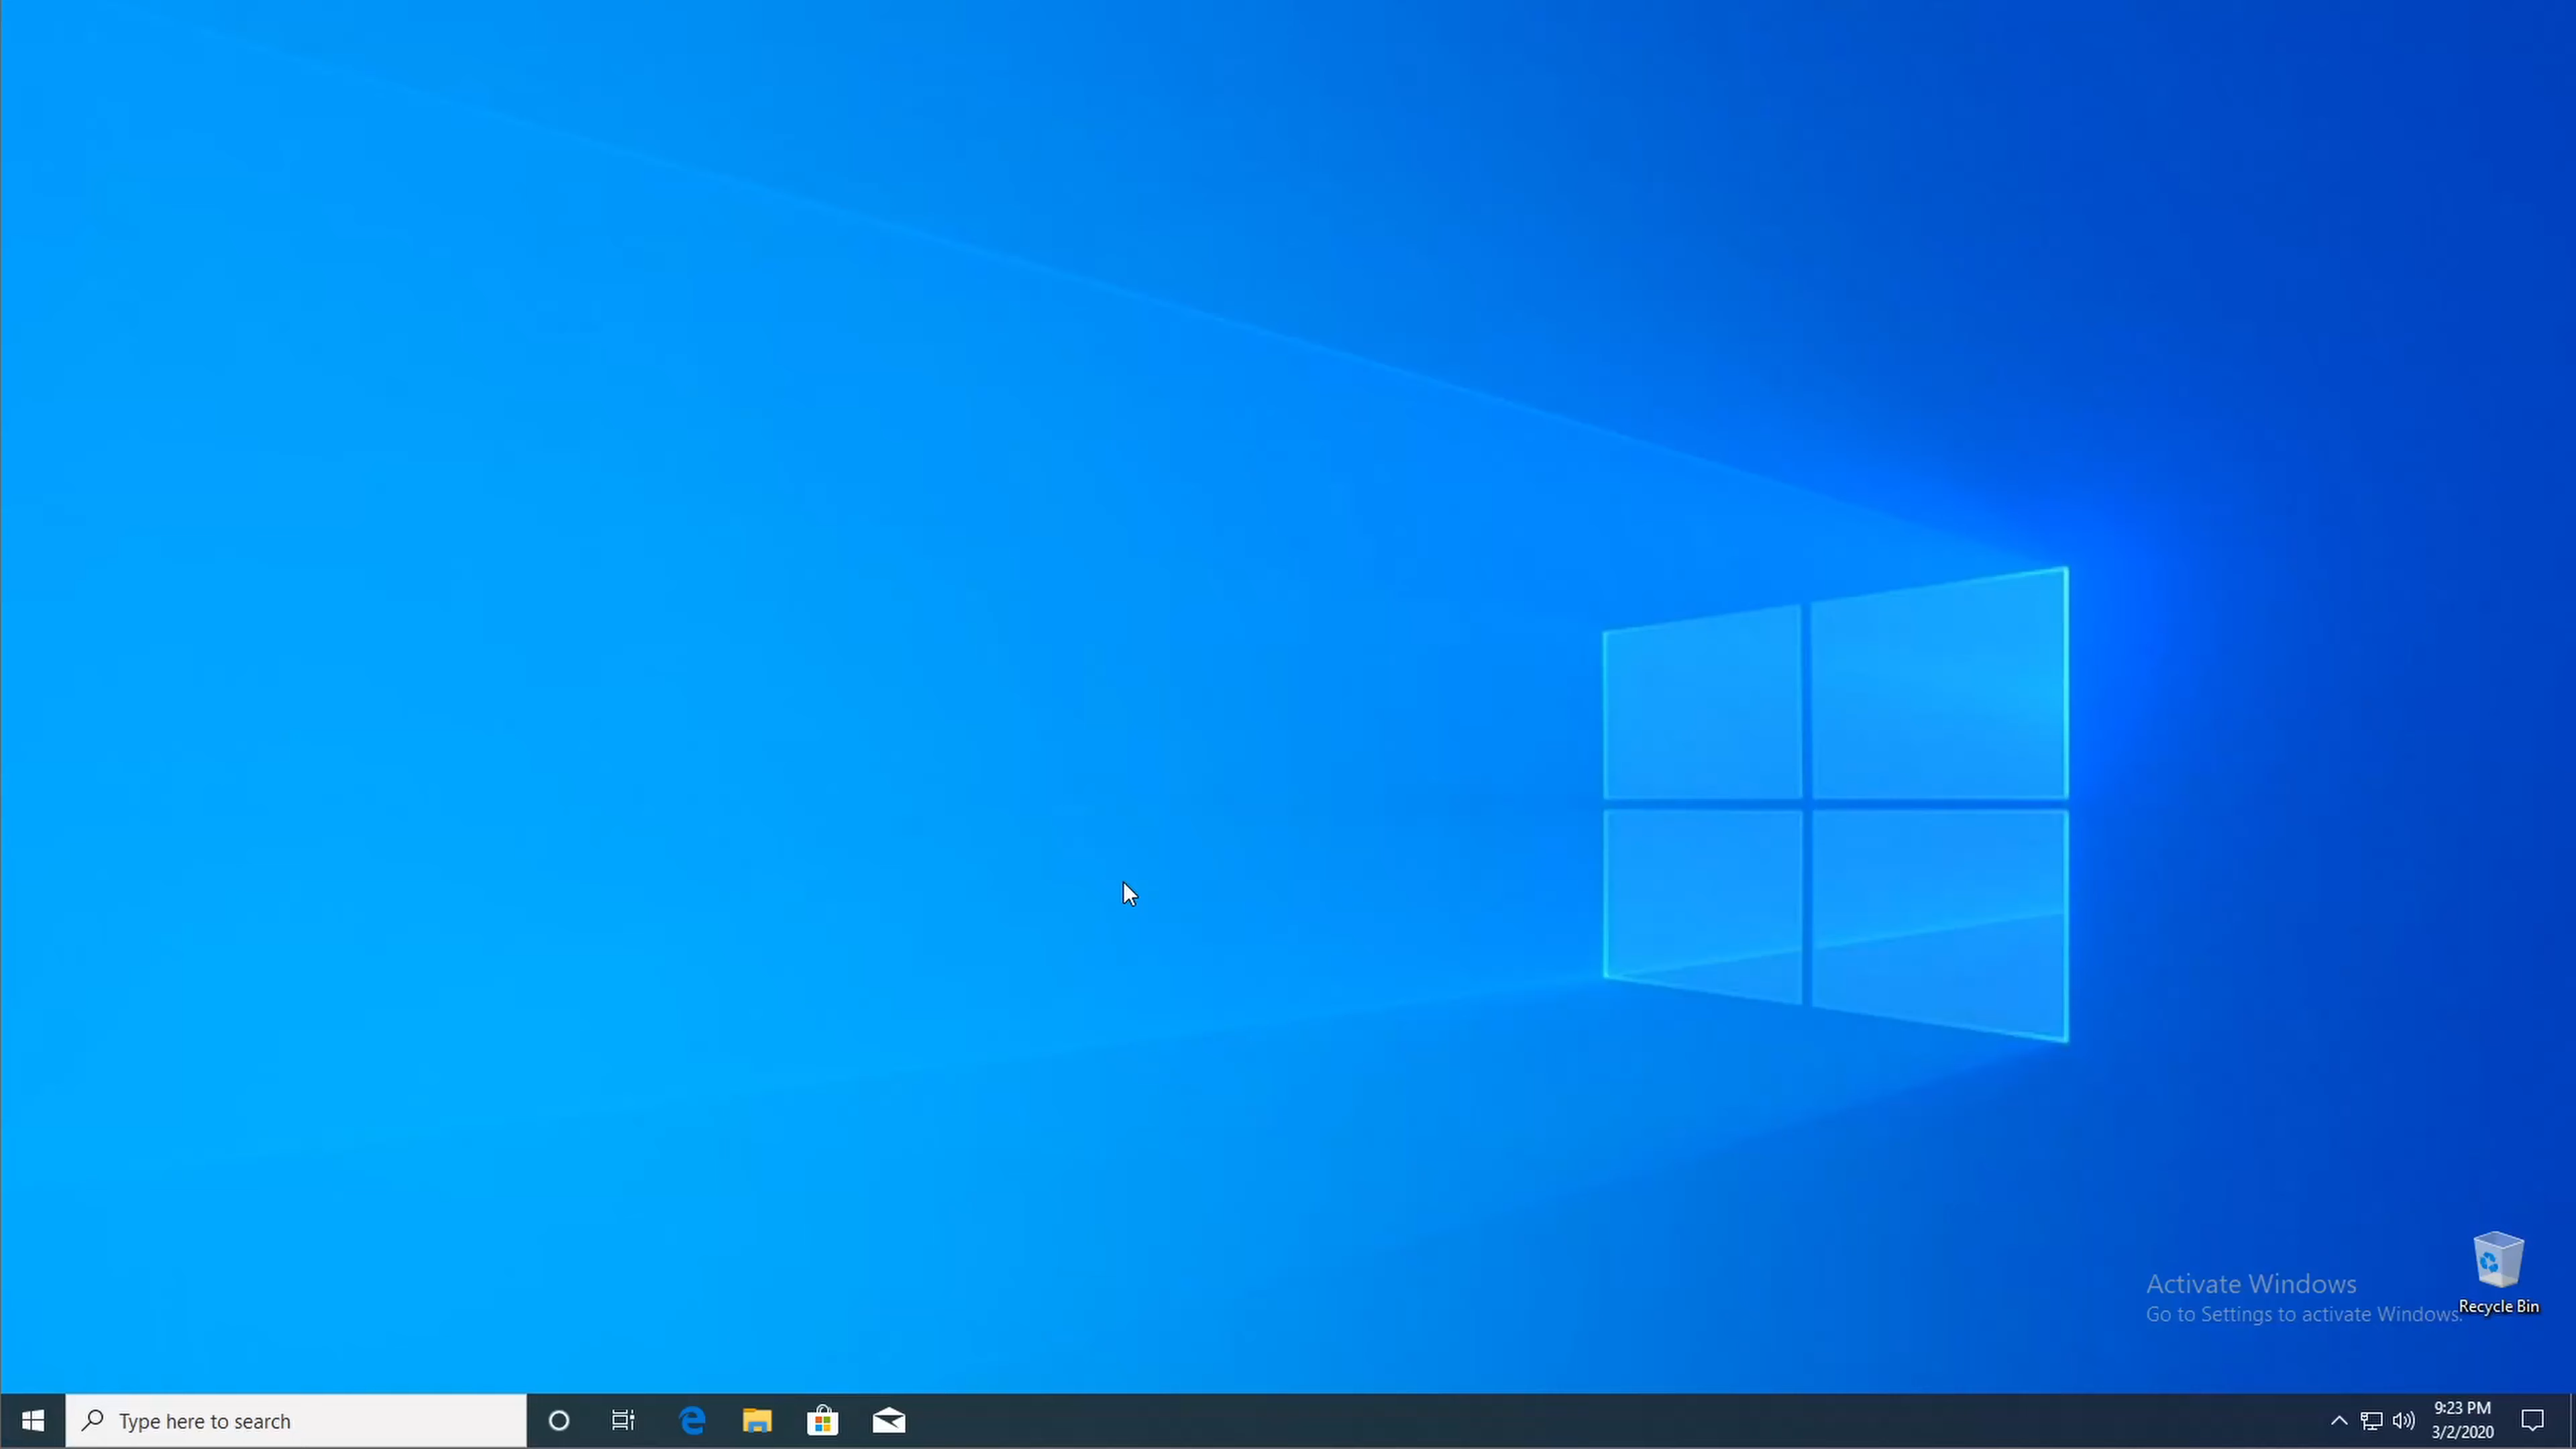 Activate Windows
Go to Settings to activate Windows.
Recycle Bin
Type here to search
9:23 PM
3/2/2020